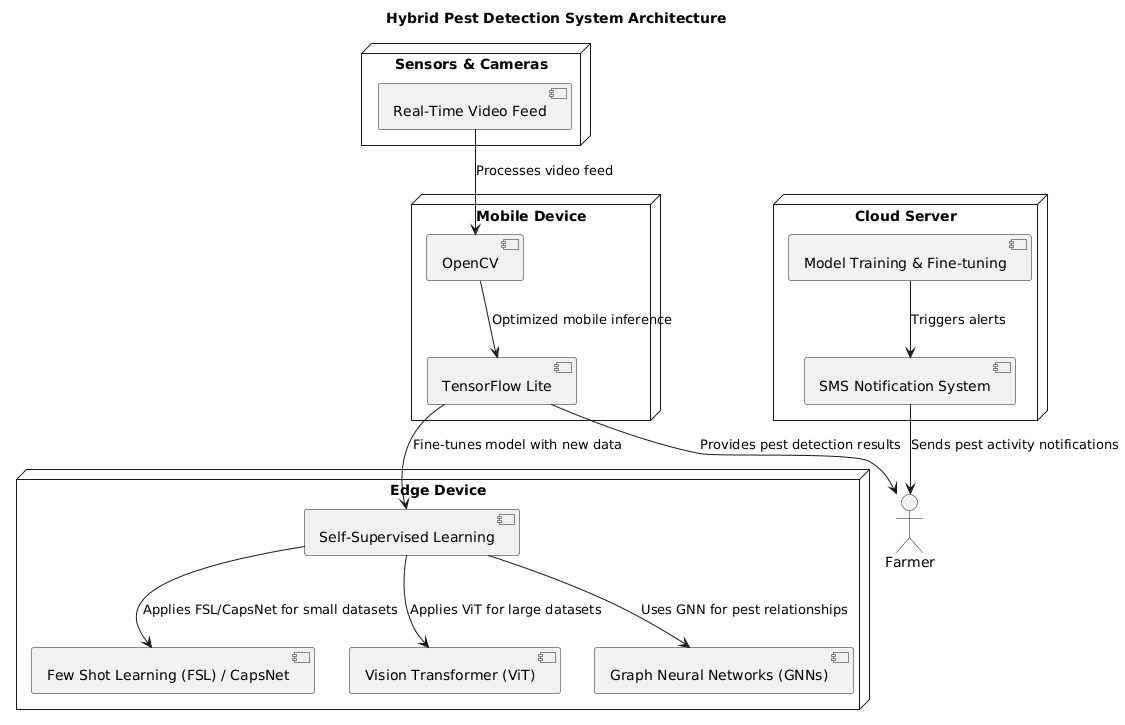 Hybrid Pest Detection System Architecture
Sensors & Cameras
Real-Time Video Feed
Processes video feed
Mobile Device
Cloud Server
OpenCV
Model Training & Fine-tuning
Optimized mobile inference
Triggers alerts
TensorFlow Lite
SMS Notification System
Fine-tunes model with new data
Provides pest detection results
Sends pest activity notifications
Edge Device
Self-Supervised Learning
Farmer
Applies FSL/CapsNet for small datasets
Applies ViT for large datasets
Uses GNN for pest relationships
Few Shot Learning (FSL) / CapsNet
Vision Transformer (ViT)
Graph Neural Networks (GNNs)